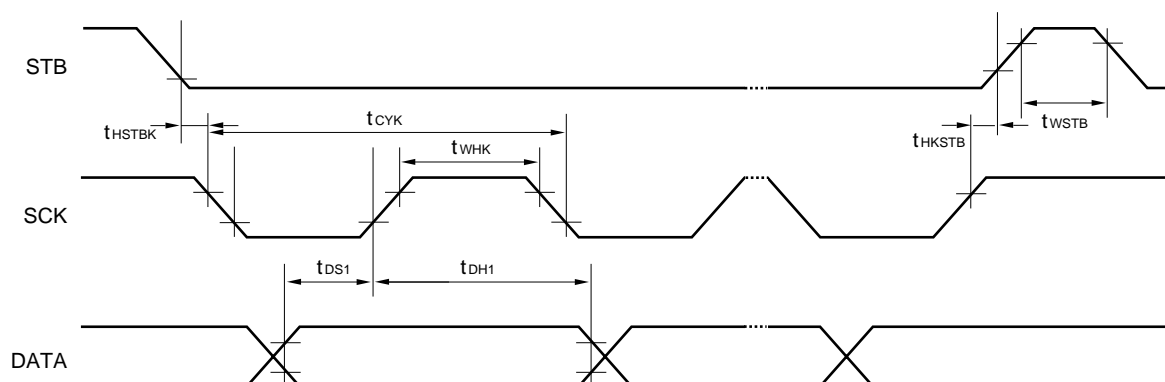 STB
tHSTBK
tCYK
tHKSTB
tWSTB
tWHK
SCK
tDS1
tDH1
DATA